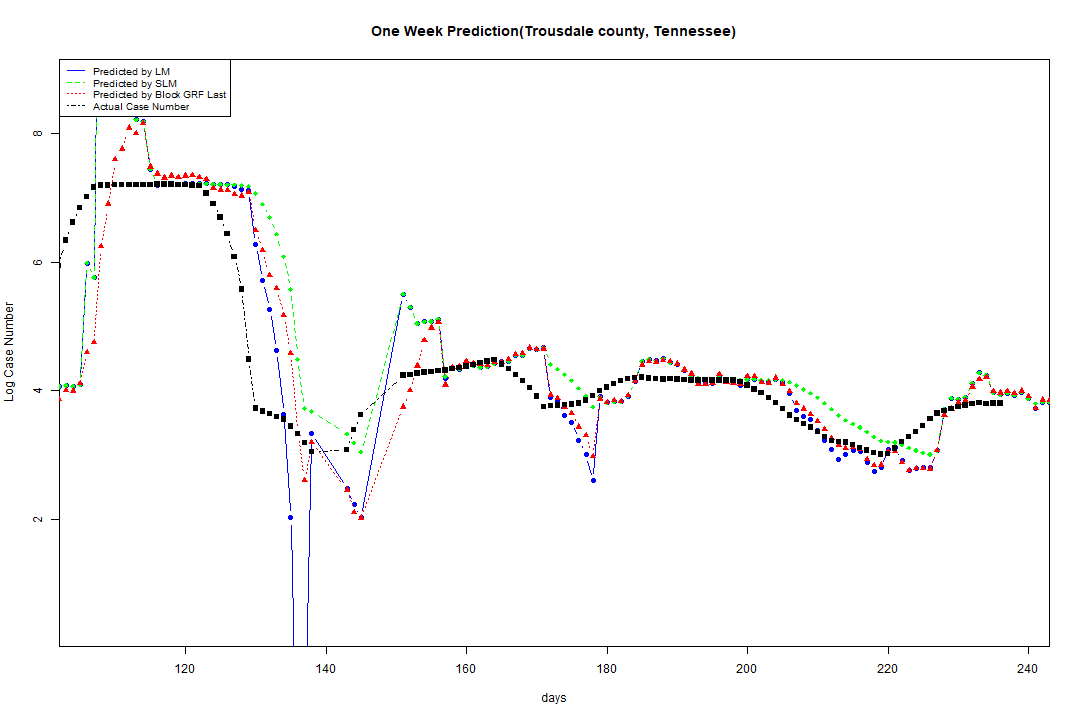 One Week Prediction(Trousdale county, Tennessee)
Predicted by LM
Predicted by SLM
Predicted by Block GRF Last
Actual Case Number
8
6
4
2
Log Case Number
120 140 160 180 200 220 240
days